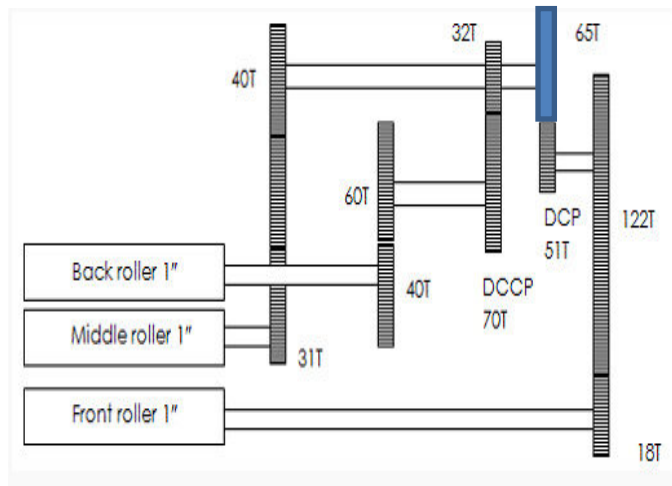 32T
65T
40T
60T
DCP
51T
122T
Back roller 1"
40T
DCCP
70T
Middle roller 1"
31T
Front roller 1"
18T